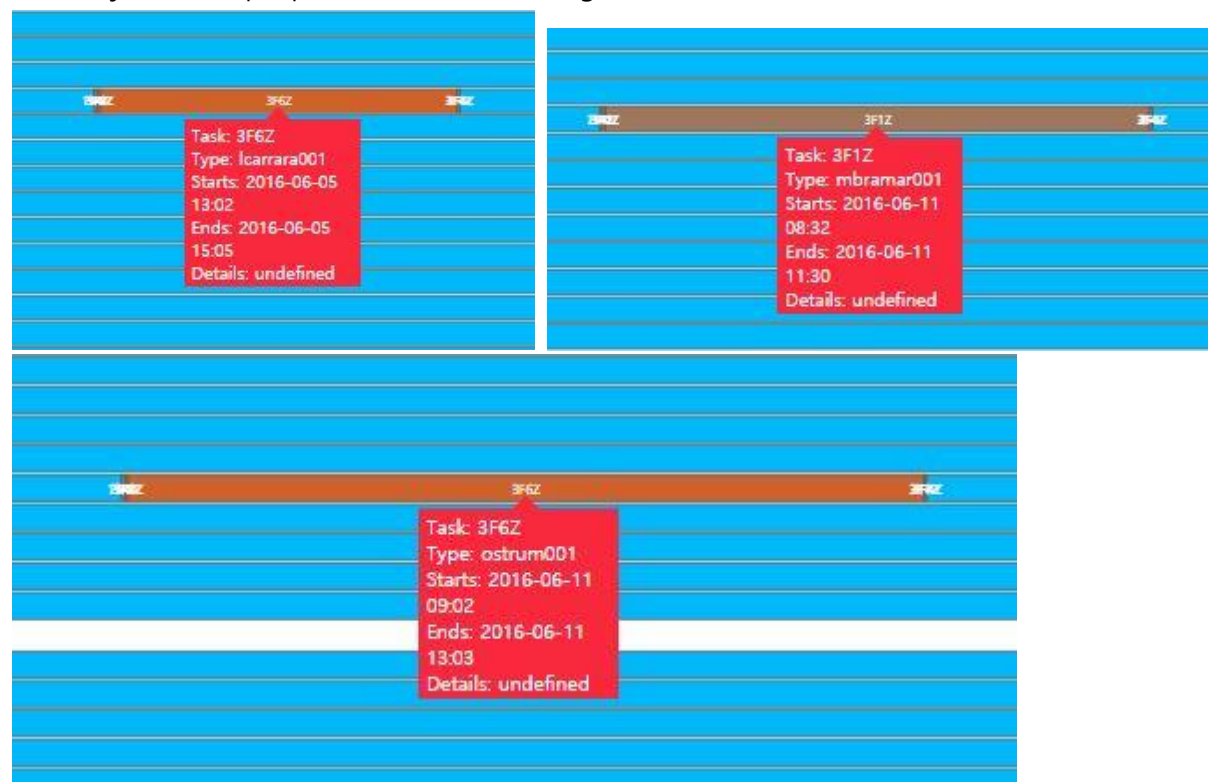 3F6Z
Task: 3F6Z
Type: lcarrara001
Starts: 2016-06-05
13:02
Ends: 2016-06-05
15:05
Details: undefined
3F1Z
Task: 3F1Z
Type: mbramar001
Starts: 2016-06-11
08:32
Ends: 2016-06-11
11:30
Details: undefined
3F6Z
Task: 3F6Z
Type: ostrum001
Starts: 2016-06-11
09:02
Ends: 2016-06-11
13:03
Details: undefined